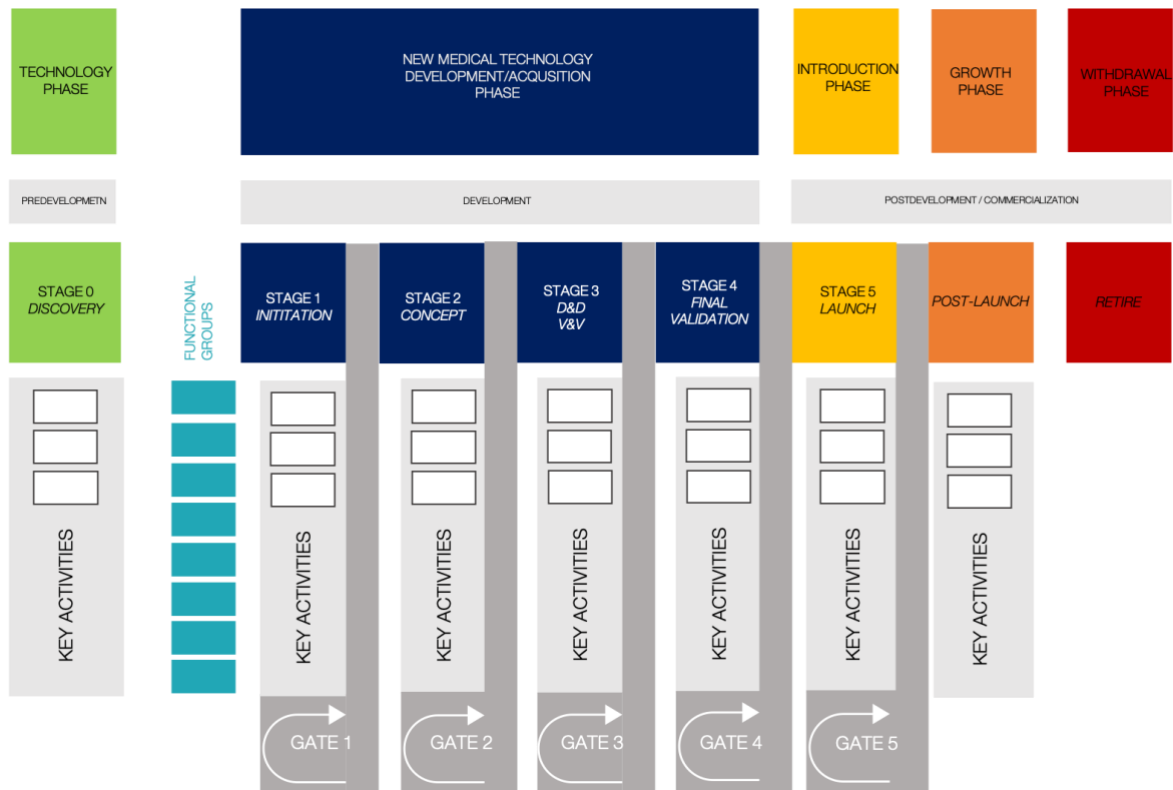 TECHNOLOGY
PHASE
NEW MEDICAL TECHNOLOGY
DEVELOPMENT/ACQUSITION
PHASE
INTRODUCTION
PHASE
GROWTH
PHASE
WITHDRAWAL
PHASE
PREDEVELOPMETN
DEVELOPMENT
POSTDEVELOPMENT / COMMERCIALIZATION
STAGE 0
DISCOVERY
FUNCTIONAL
GROUPS
STAGE 1
INITITATION
STAGE 2
CONCEPT
STAGE 3
D&D
V&V
STAGE 4
FINAL
VALIDATION
STAGE 5
LAUNCH
POST-LAUNCH
RETIRE
KEY ACTIVITIES
KEY ACTIVITIES
KEY ACTIVITIES
KEY ACTIVITIES
KEY ACTIVITIES
KEY ACTIVITIES
KEY ACTIVITIES
GATE 1
GATE 2
GATE 3
GATE 4
GATE 5